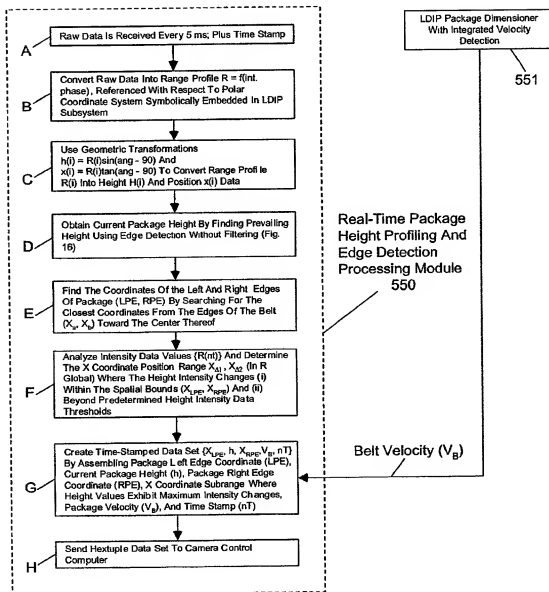 A
Raw Data Is Received Every 5 ms; Plus Time Stamp
B
Convert Raw Data Into Range Profile R = f(int.
phase), Referenced With Respect To Polar
Coordinate System Symbolically Embedded In LDIP
Subsystem
C
Use Geometric Transformations
h(i) = R(i)sin(ang - 90) And
x(i) = R(i)tan(ang - 90) To Convert Range Profile
R(i) Into Height H(i) And Position x(i) Data
D
Obtain Current Package Height By Finding Prevailing
Height Using Edge Detection Without Filtering (Fig.
16)
E
Find The Coordinates Of the Left And Right Edges
Of Package (LPE, RPE) By Searching For The
Closest Coordinates From The Edges Of The Belt
(Xa, Xb) Toward The Center Thereof
F
Analyze Intensity Data Values {R(nt)} And Determine
The X Coordinate Position Range XΔ1, XΔ2 (In R
Global) Where The Height Intensity Changes (i)
Within The Spatial Bounds (XLPE, XRPE) And (ii)
Beyond Predetermined Height Intensity Data
Thresholds
G
Create Time-Stamped Data Set {XLPE, h, XRPE, VB, nT}
By Assembling Package Left Edge Coordinate (LPE),
Current Package Height (h), Package Right Edge
Coordinate (RPE), X Coordinate Subrange Where
Height Values Exhibit Maximum Intensity Changes,
Package Velocity (VB), And Time Stamp (nT)
H
Send Hextuple Data Set To Camera Control
Computer
LDIP Package Dimensioner
With Integrated Velocity
Detection
551
Real-Time Package
Height Profiling And
Edge Detection
Processing Module
550
Belt Velocity (VB)